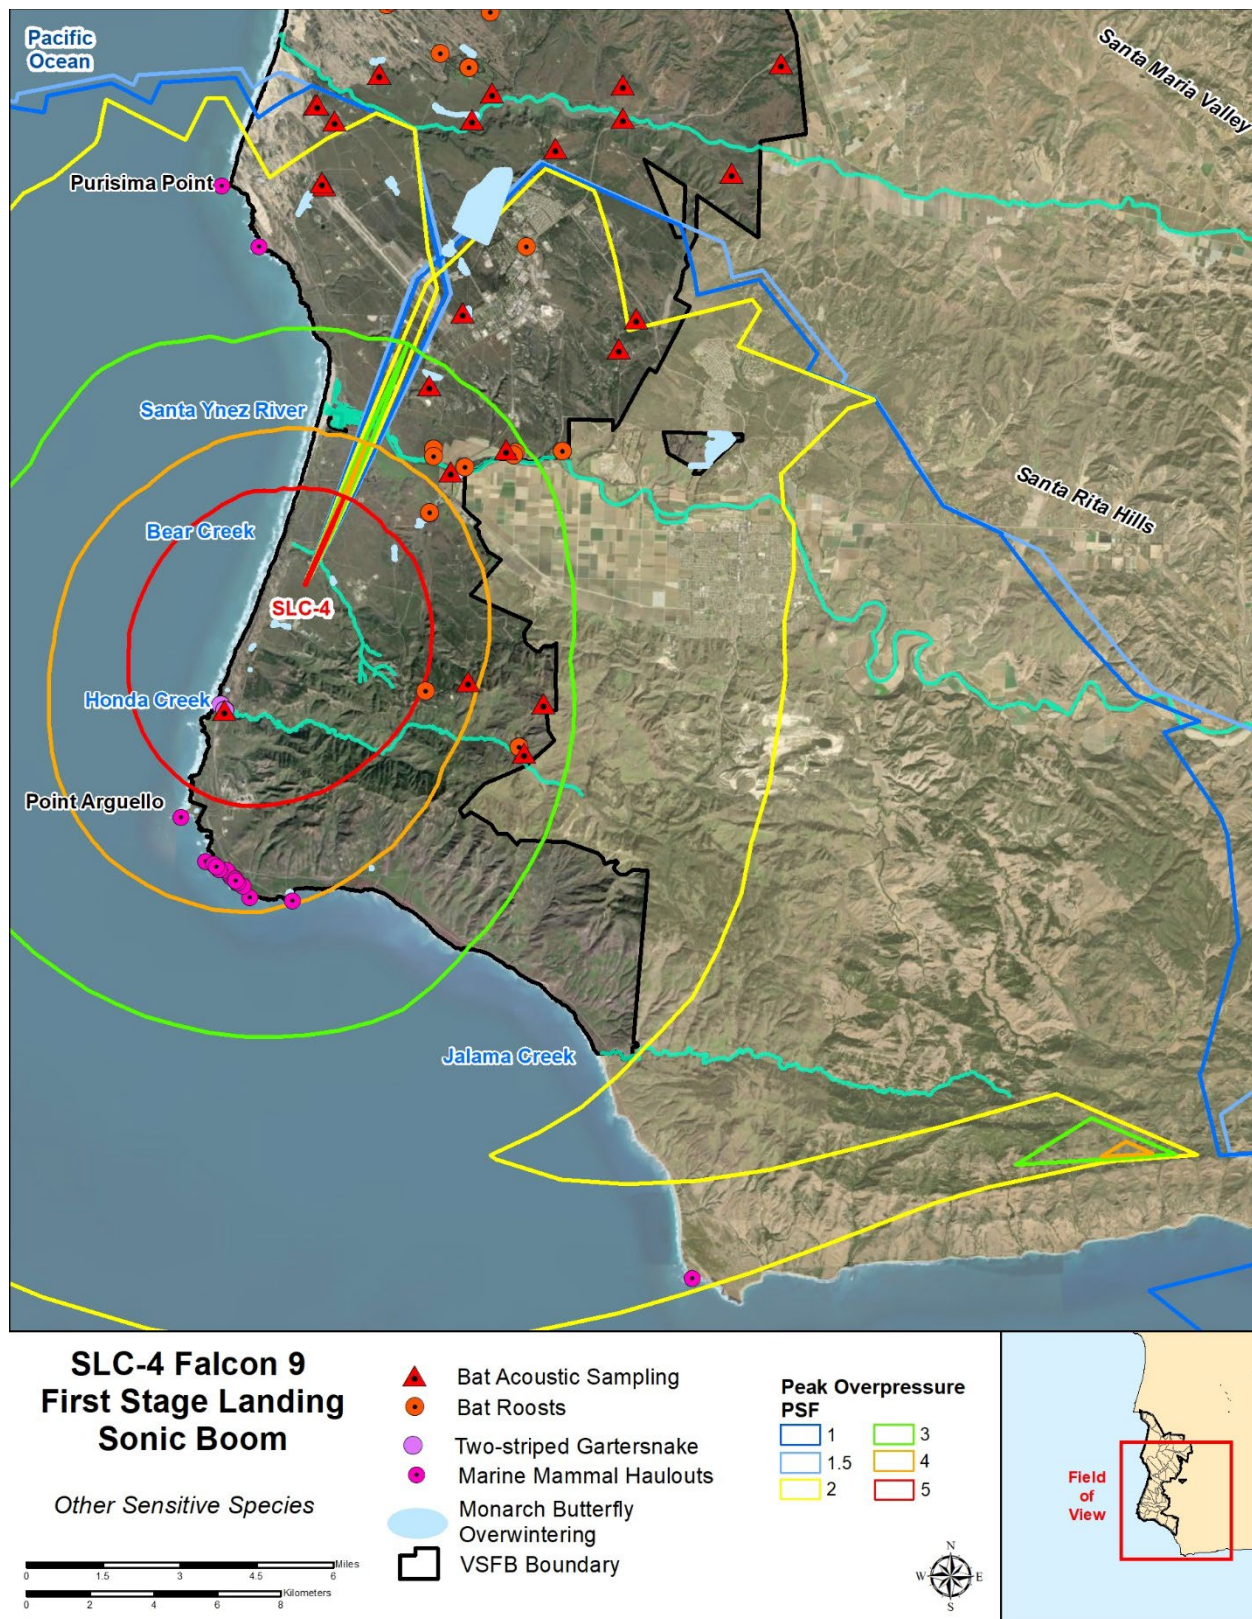 Pacific
Ocean
Santa Maria Valley
Purisima Point
Santa Ynez River
Santa Rita Hills
Bear Creek
SLC-4
Honda Creek
Point Arguello
Jalama Creek
SLC-4 Falcon 9
First Stage Landing
Sonic Boom
Other Sensitive Species
Miles
0 1.5 3 4.5 6
Kilometers
0 2 4 6 8
Bat Acoustic Sampling
Bat Roosts
Two-striped Gartersnake
Marine Mammal Haulouts
Monarch Butterfly
Overwintering
VSFB Boundary
Peak Overpressure
PSF
1 3
1.5 4
2 5
N
W E
S
Field
of
View